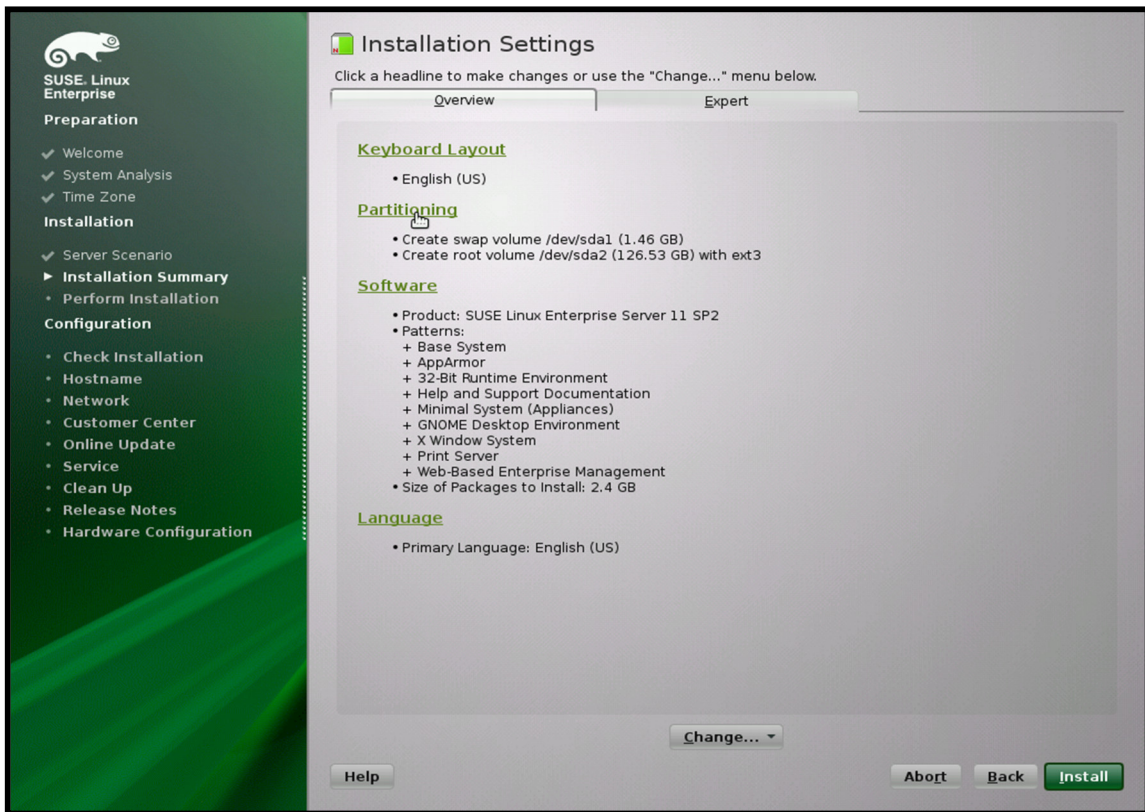 SUSE. Linux
Enterprise
Preparation
Welcome
System Analysis
Time Zone
Installation
Server Scenario
Installation Summary
Perform Installation
Configuration
Check Installation
Hostname
Network
Customer Center
Online Update
Service
Clean Up
Release Notes
Hardware Configuration
Installation Settings
Click a headline to make changes or use the "Change..." menu below.
Overview
Expert
Keyboard Layout
• English (US)
Partitioning
• Create swap volume /dev/sda1 (1.46 GB)
• Create root volume /dev/sda2 (126.53 GB) with ext3
Software
• Product: SUSE Linux Enterprise Server 11 SP2
• Patterns:
+ Base System
+ AppArmor
+ 32-Bit Runtime Environment
+ Help and Support Documentation
+ Minimal System (Appliances)
+ GNOME Desktop Environment
+ X Window System
+ Print Server
+ Web-Based Enterprise Management
• Size of Packages to Install: 2.4 GB
Language
• Primary Language: English (US)
Change...
Help
Abort
Back
Install